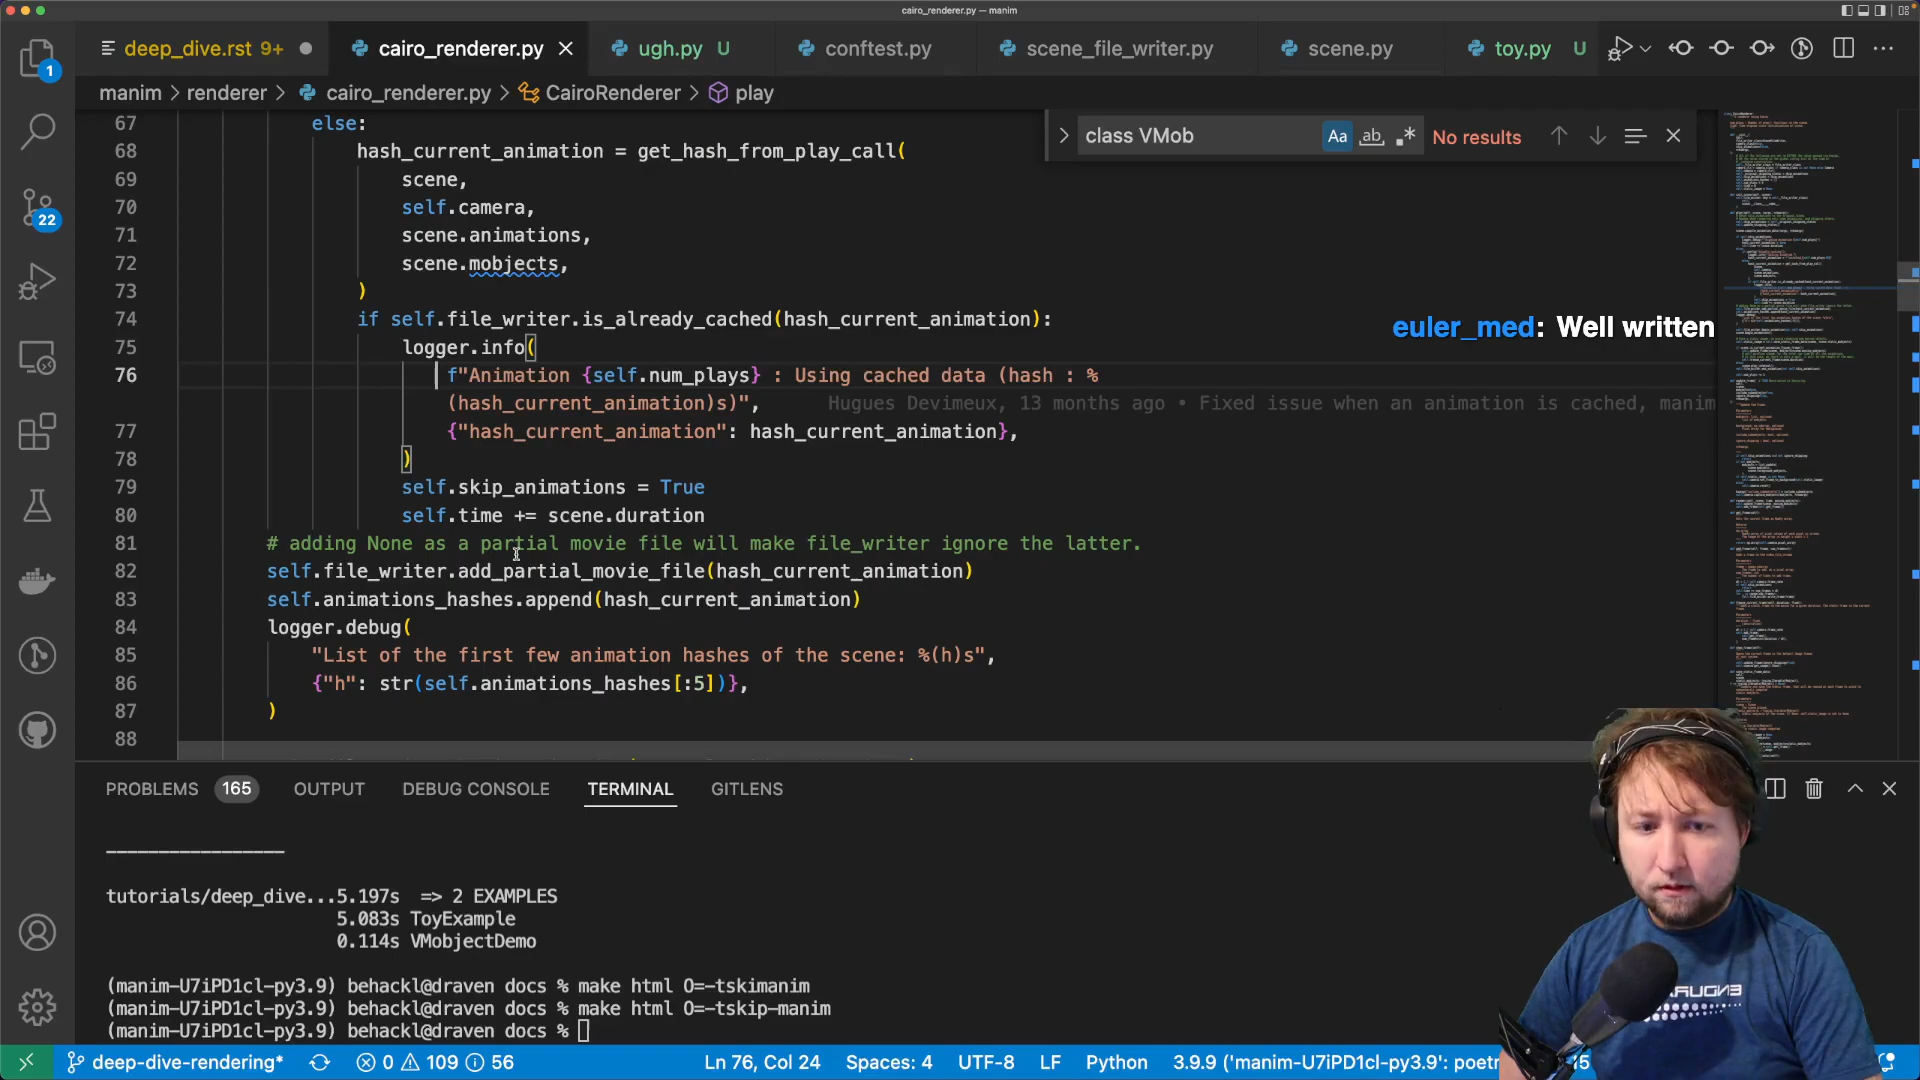 cairo_renderer.py — manim
deep_dive.rst 9+ cairo_renderer.py ugh.py U conftest.py scene_file_writer.py scene.py toy.py U
manim > renderer > cairo_renderer.py > CairoRenderer > play
class VMob Aa ab .* No results
67 else:
68 hash_current_animation = get_hash_from_play_call(
69 scene,
70 self.camera,
71 scene.animations,
72 scene.mobjects,
73 )
74 if self.file_writer.is_already_cached(hash_current_animation):
75 logger.info(
76 f"Animation {self.num_plays} : Using cached data (hash : %
(hash_current_animation)s)", Hugues Devimeux, 13 months ago • Fixed issue when an animation is cached, manim
77 {"hash_current_animation": hash_current_animation},
78 )
79 self.skip_animations = True
80 self.time += scene.duration
81 # adding None as a partial movie file will make file_writer ignore the latter.
82 self.file_writer.add_partial_movie_file(hash_current_animation)
83 self.animations_hashes.append(hash_current_animation)
84 logger.debug(
85 "List of the first few animation hashes of the scene: %(h)s",
86 {"h": str(self.animations_hashes[:5])},
87 )
88
euler_med: Well written
1
22
PROBLEMS 165 OUTPUT DEBUG CONSOLE TERMINAL GITLENS
tutorials/deep_dive...5.197s => 2 EXAMPLES
5.083s ToyExample
0.114s VMobjectDemo
(manim-U7iPD1cl-py3.9) behackl@draven docs % make html O=-tskimanim
(manim-U7iPD1cl-py3.9) behackl@draven docs % make html O=-tskip-manim
(manim-U7iPD1cl-py3.9) behackl@draven docs %
deep-dive-rendering* 0 109 56 Ln 76, Col 24 Spaces: 4 UTF-8 LF Python 3.9.9 ('manim-U7iPD1cl-py3.9': poetr